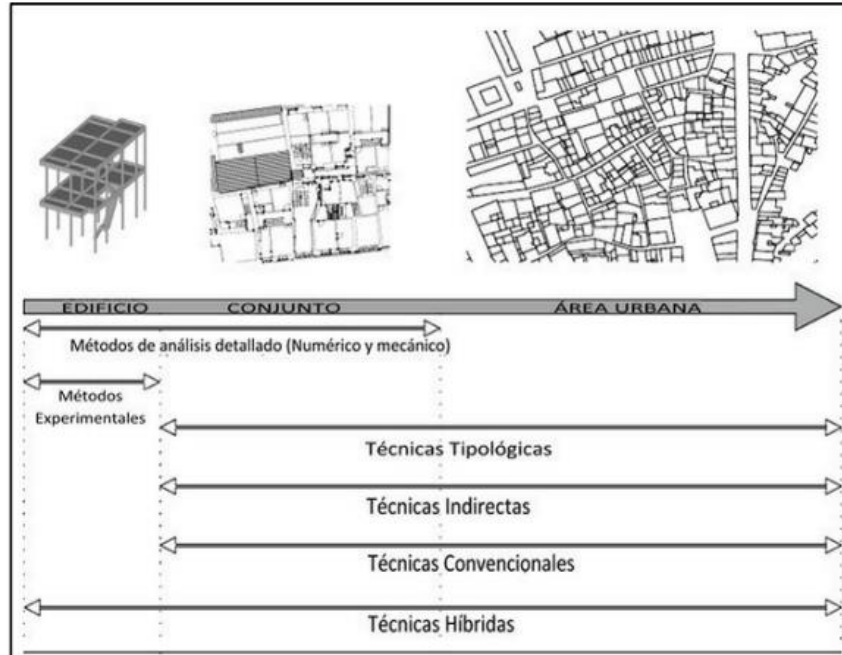 EDIFICIO CONJUNTO ÁREA URBANA
Métodos de análisis detallado (Numérico y mecánico)
Métodos
Experimentales
Técnicas Tipológicas
Técnicas Indirectas
Técnicas Convencionales
Técnicas Híbridas